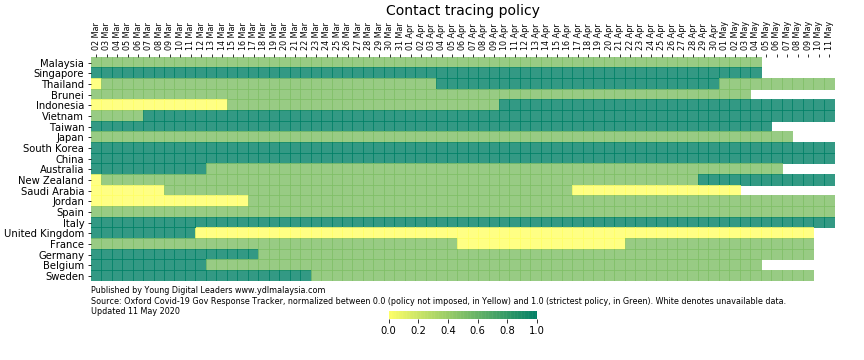 Contact tracing policy
02 Mar
03 Mar
04 Mar
05 Mar
06 Mar
07 Mar
08 Mar
09 Mar
10 Mar
11 Mar
12 Mar
13 Mar
14 Mar
15 Mar
16 Mar
17 Mar
18 Mar
19 Mar
20 Mar
21 Mar
22 Mar
23 Mar
24 Mar
25 Mar
26 Mar
27 Mar
28 Mar
29 Mar
30 Mar
31 Mar
01 Apr
02 Apr
03 Apr
04 Apr
05 Apr
06 Apr
07 Apr
08 Apr
09 Apr
10 Apr
11 Apr
12 Apr
13 Apr
14 Apr
15 Apr
16 Apr
17 Apr
18 Apr
19 Apr
20 Apr
21 Apr
22 Apr
23 Apr
24 Apr
25 Apr
26 Apr
27 Apr
28 Apr
29 Apr
30 Apr
01 May
02 May
03 May
04 May
05 May
06 May
07 May
08 May
09 May
10 May
11 May
Malaysia
Singapore
Thailand
Brunei
Indonesia
Vietnam
Taiwan
Japan
South Korea
China
Australia
New Zealand
Saudi Arabia
Jordan
Spain
Italy
United Kingdom
France
Germany
Belgium
Sweden
Published by Young Digital Leaders www.ydlmalaysia.com
Source: Oxford Covid-19 Gov Response Tracker, normalized between 0.0 (policy not imposed, in Yellow) and 1.0 (strictest policy, in Green). White denotes unavailable data.
Updated 11 May 2020
0.0 0.2 0.4 0.6 0.8 1.0